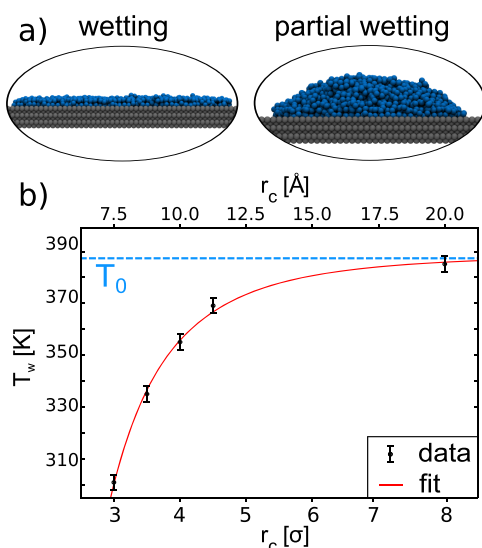 a) wetting partial wetting
b) r_c [Å]
7.5 10.0 12.5 15.0 17.5 20.0
390
T_0
370
T_w [K]
350
330
310
data
fit
3 4 5 6 7 8
r_c [σ]